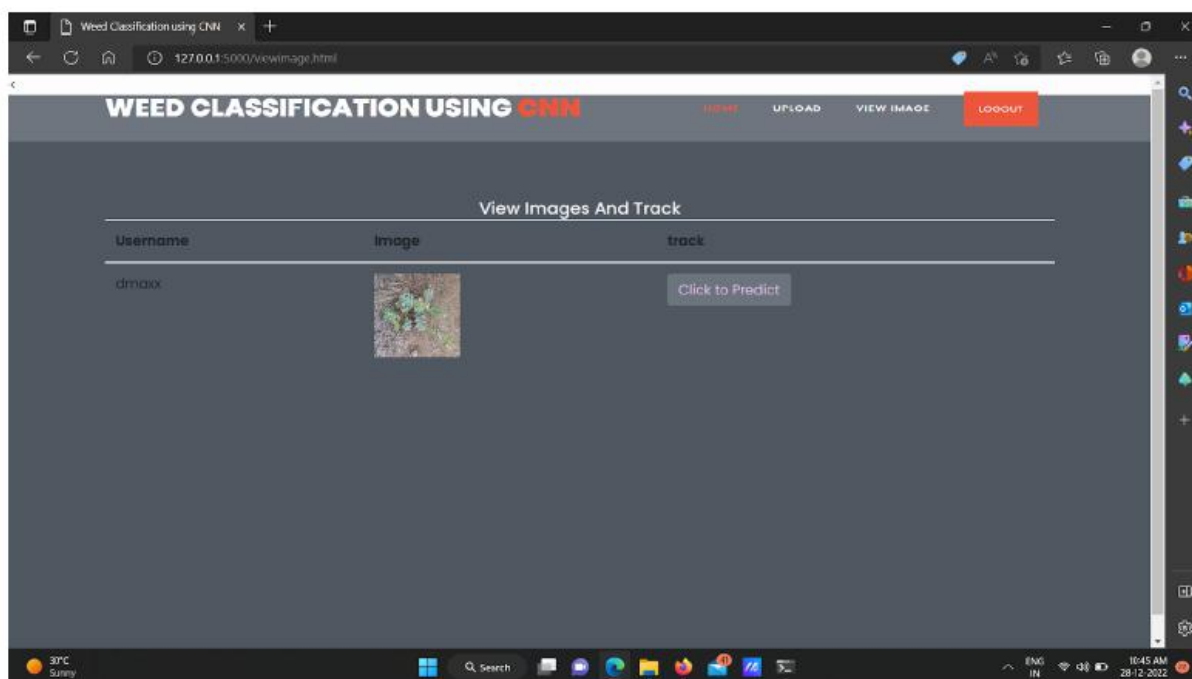 Weed Classification using CNN
127.0.0.1:5000/viewimage.html
WEED CLASSIFICATION USING CNN
HOME UPLOAD VIEW IMAGE LOGOUT
View Images And Track
Username Image track
dmaxx Click to Predict
30°C
Sunny
Search
41
ENG
IN
10:45 AM
28-12-2022